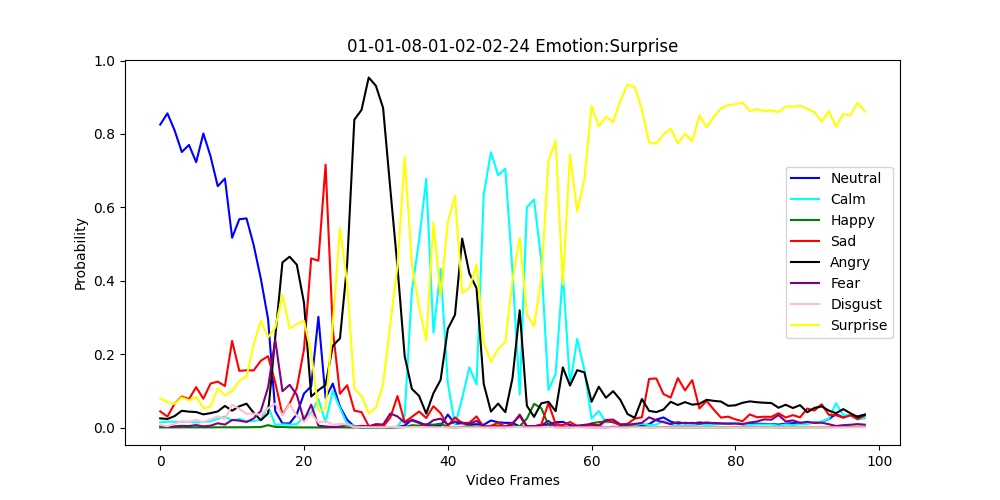 01-01-08-01-02-02-24 Emotion:Surprise
Probability
1.0
0.8
0.6
0.4
0.2
0.0
0
20
40
60
80
100
Video Frames
Neutral
Calm
Happy
Sad
Angry
Fear
Disgust
Surprise